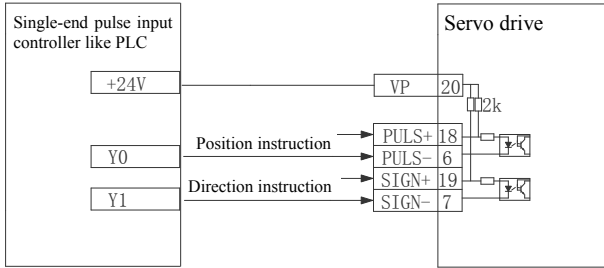 Single-end pulse input
controller like PLC
Servo drive
+24V
VP 20
2k
Position instruction
PULS+ 18
Y0
PULS- 6
Direction instruction
SIGN+ 19
Y1
SIGN- 7